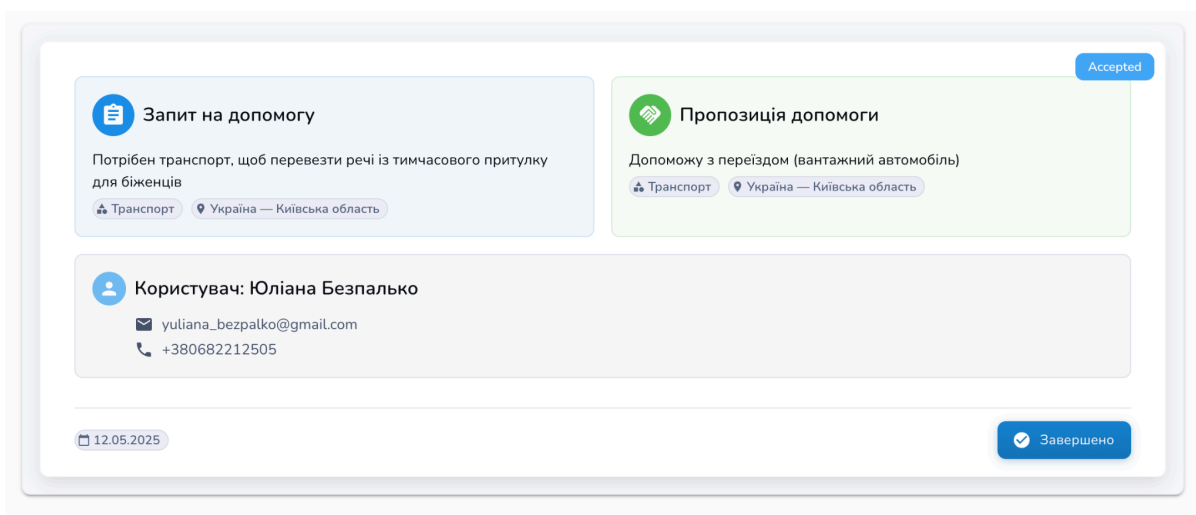 Accepted
Запит на допомогу
Потрібен транспорт, щоб перевезти речі із тимчасового притулку
для біженців
Транспорт
Україна — Київська область
Пропозиція допомоги
Допоможу з переїздом (вантажний автомобіль)
Транспорт
Україна — Київська область
Користувач: Юліана Безпалько
yuliana_bezpalko@gmail.com
+380682212505
12.05.2025
Завершено